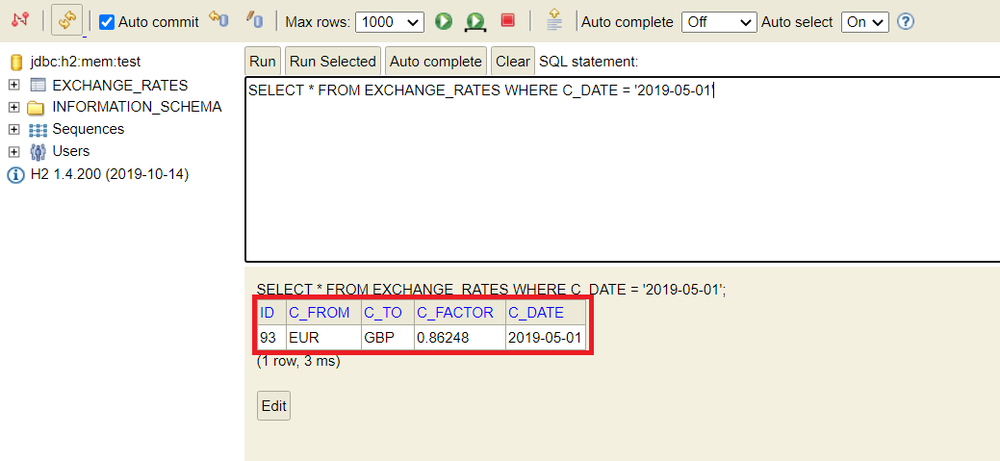 Auto commit Max rows: 1000 Auto complete Off Auto select On ?
jdbc:h2:mem:test
EXCHANGE_RATES
INFORMATION_SCHEMA
Sequences
Users
H2 1.4.200 (2019-10-14)
Run Run Selected Auto complete Clear SQL statement:
SELECT * FROM EXCHANGE_RATES WHERE C_DATE = '2019-05-01'
SELECT * FROM EXCHANGE_RATES WHERE C_DATE = '2019-05-01';
ID C_FROM C_TO C_FACTOR C_DATE
93 EUR GBP 0.86248 2019-05-01
(1 row, 3 ms)
Edit